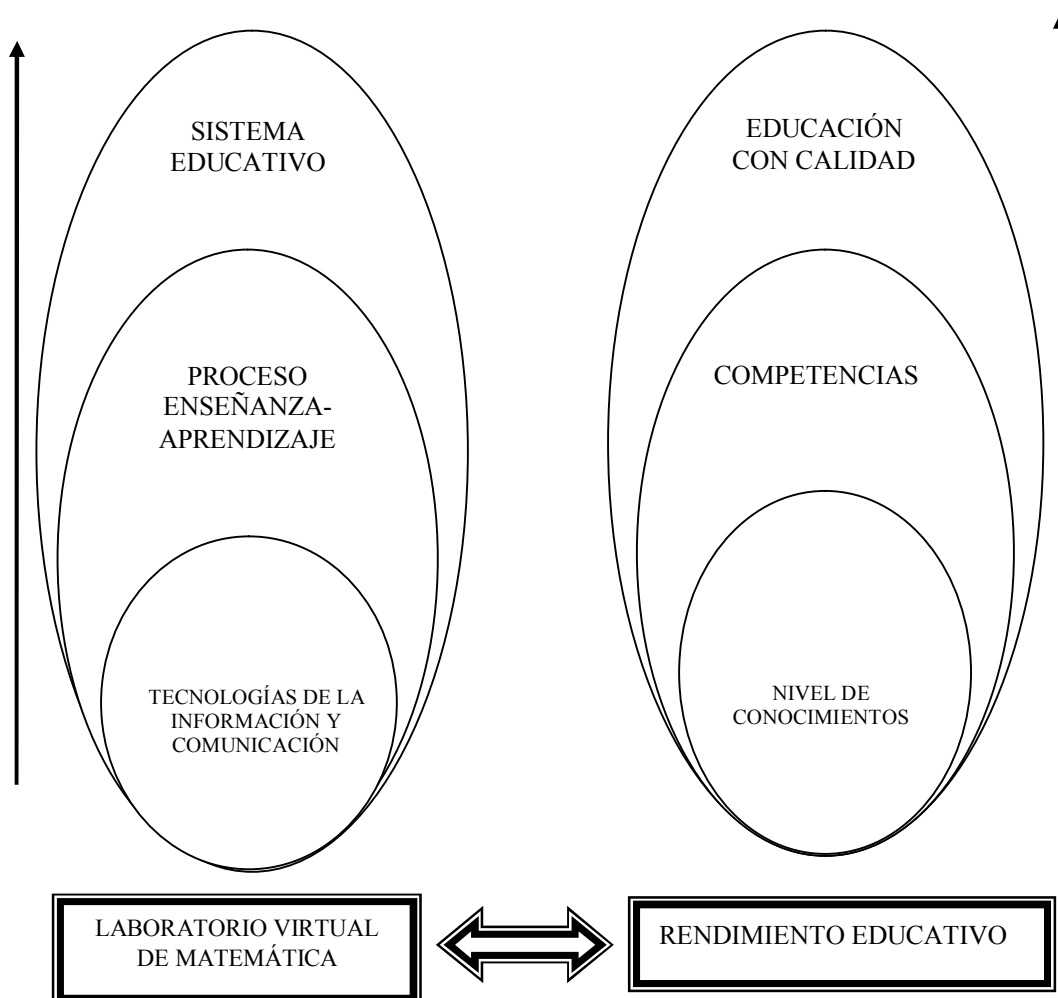 SISTEMA
EDUCATIVO
PROCESO
ENSEÑANZA-
APRENDIZAJE
TECNOLOGÍAS DE LA
INFORMACIÓN Y
COMUNICACIÓN
LABORATORIO VIRTUAL
DE MATEMÁTICA
EDUCACIÓN
CON CALIDAD
COMPETENCIAS
NIVEL DE
CONOCIMIENTOS
RENDIMIENTO EDUCATIVO